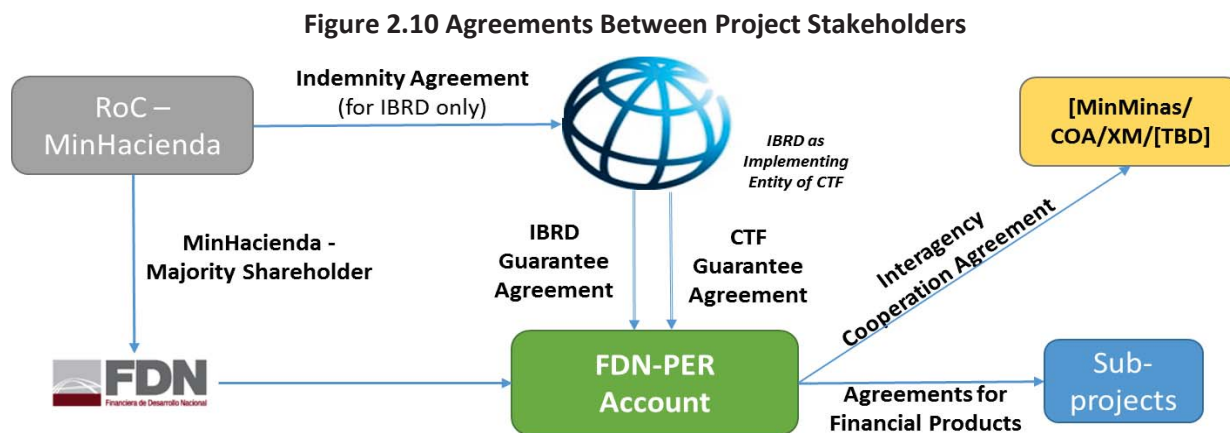 Figure 2.10 Agreements Between Project Stakeholders
RoC –
MinHacienda
Indemnity Agreement
(for IBRD only)
IBRD as
Implementing
Entity of CTF
[MinMinas/
COA/XM/[TBD]
MinHacienda -
Majority Shareholder
IBRD
Guarantee
Agreement
CTF
Guarantee
Agreement
Interagency
Cooperation Agreement
FDN
Financiera de Desarrollo Nacional
FDN-PER
Account
Agreements for
Financial Products
Sub-
projects